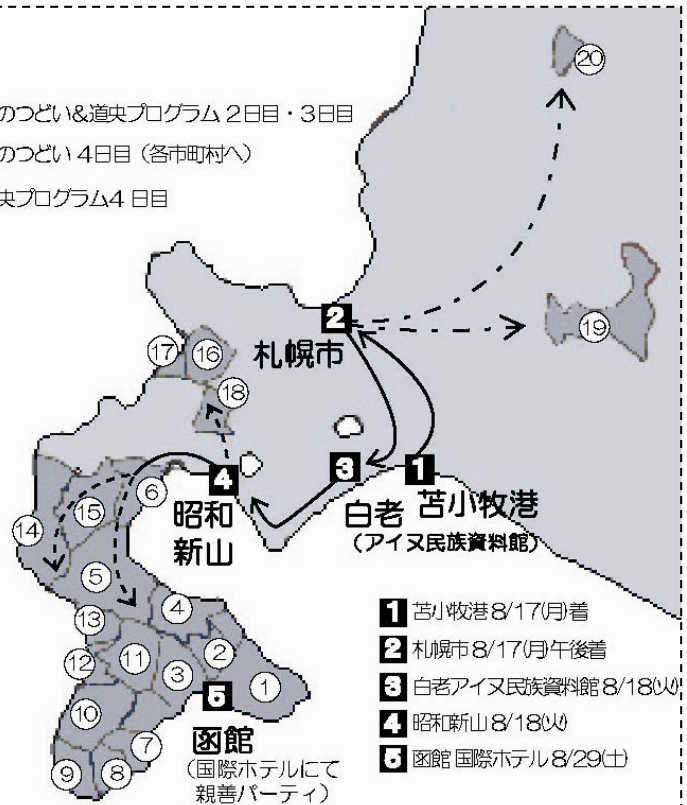 のつどい&道央プログラム 2日目・3日目
のつどい 4日目（各市町村へ）
央プログラム4日目
⑳
⑲
2
札幌市
⑰
⑯
⑱
4
昭和
新山
3
白老
（アイヌ民族資料館）
1
苫小牧港
⑥
⑮
⑭
⑤
④
⑬
②
⑫
⑪
③
①
⑩
⑦
⑨
⑧
5
函館
（国際ホテルにて
親善パーティ）
1 苫小牧港 8/17(月)着
2 札幌市 8/17(月)午後着
3 白老アイヌ民族資料館 8/18(火)
4 昭和新山 8/18(火)
5 函館 国際ホテル 8/29(土)